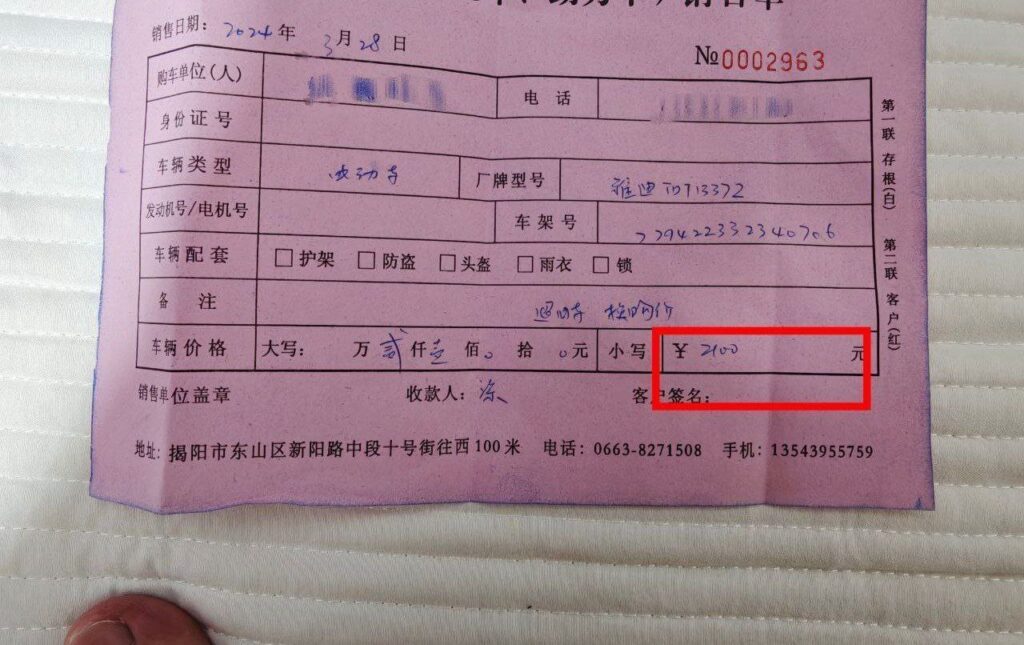 销售单
销售日期: 2024年 3月28日
№0002963
购车单位(人) 电话
身份证号
车辆类型 电动车 厂牌型号 雅迪TDT1337Z
发动机号/电机号 车架号 229422332340706
车辆配套 □护架 □防盗 □头盔 □雨衣 □锁
备注
车辆价格 大写: 万贰仟壹佰0拾0元 小写 ¥2100 元
销售单位盖章 收款人: 涂 客户签名:
地址: 揭阳市东山区新阳路中段十号街往西100米 电话: 0663-8271508 手机: 13543955759
第一联 存根(白) 第二联 客户(红)